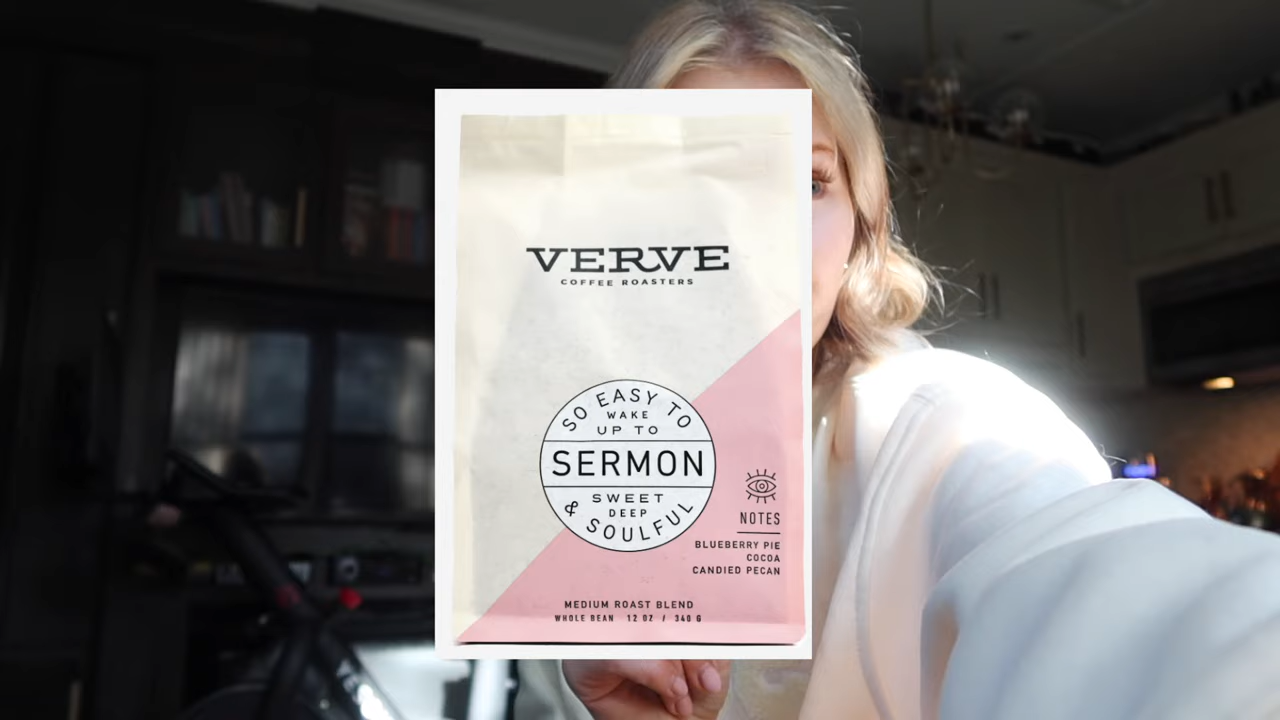 VERVE
COFFEE ROASTERS
SO EASY TO
WAKE
UP TO
SERMON
SWEET
DEEP
& SOULFUL
NOTES
BLUEBERRY PIE
COCOA
CANDIED PECAN
MEDIUM ROAST BLEND
WHOLE BEAN 12 OZ / 340 G